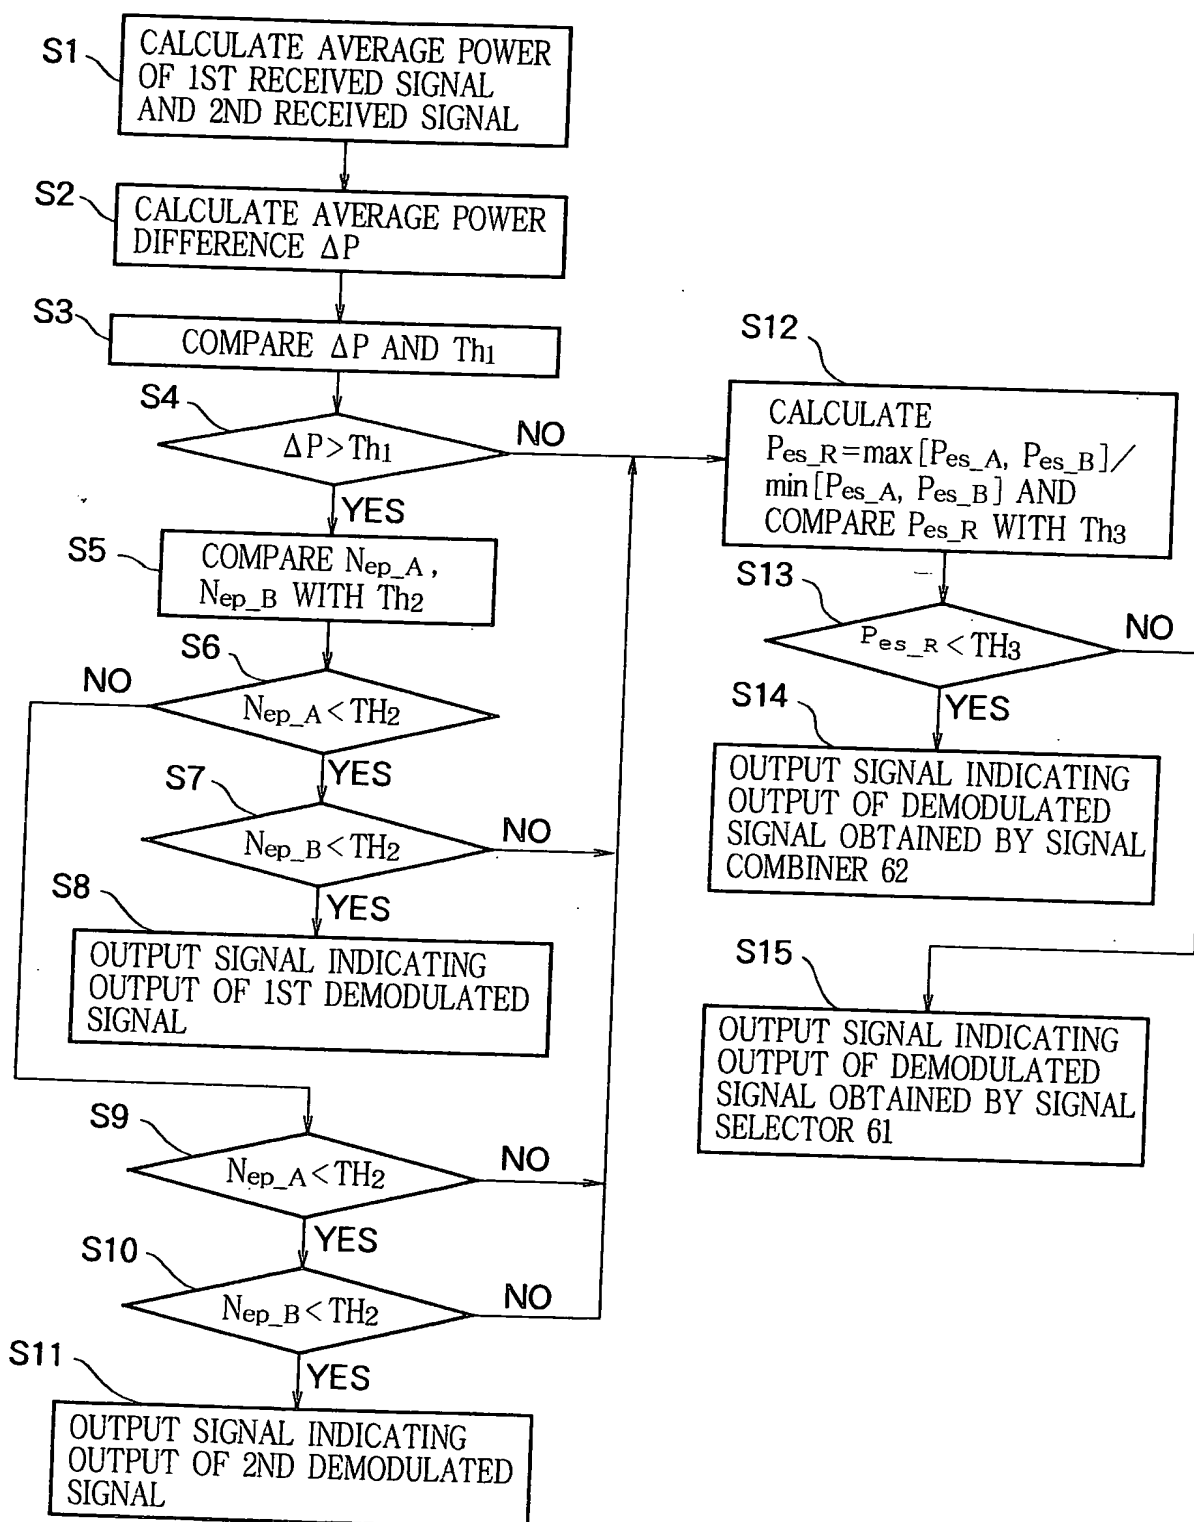 S1
CALCULATE AVERAGE POWER
OF 1ST RECEIVED SIGNAL
AND 2ND RECEIVED SIGNAL
S2
CALCULATE AVERAGE POWER
DIFFERENCE ΔP
S3
COMPARE ΔP AND Th1
S4
ΔP>Th1
NO
YES
S5
COMPARE Nep_A,
Nep_B WITH Th2
S6
NO
Nep_A<TH2
YES
S7
Nep_B<TH2
NO
YES
S8
OUTPUT SIGNAL INDICATING
OUTPUT OF 1ST DEMODULATED
SIGNAL
S9
Nep_A<TH2
NO
YES
S10
Nep_B<TH2
NO
YES
S11
OUTPUT SIGNAL INDICATING
OUTPUT OF 2ND DEMODULATED
SIGNAL
S12
CALCULATE
Pes_R=max[Pes_A, Pes_B]/
min[Pes_A, Pes_B] AND
COMPARE Pes_R WITH Th3
S13
Pes_R<TH3
NO
YES
S14
OUTPUT SIGNAL INDICATING
OUTPUT OF DEMODULATED
SIGNAL OBTAINED BY SIGNAL
COMBINER 62
S15
OUTPUT SIGNAL INDICATING
OUTPUT OF DEMODULATED
SIGNAL OBTAINED BY SIGNAL
SELECTOR 61